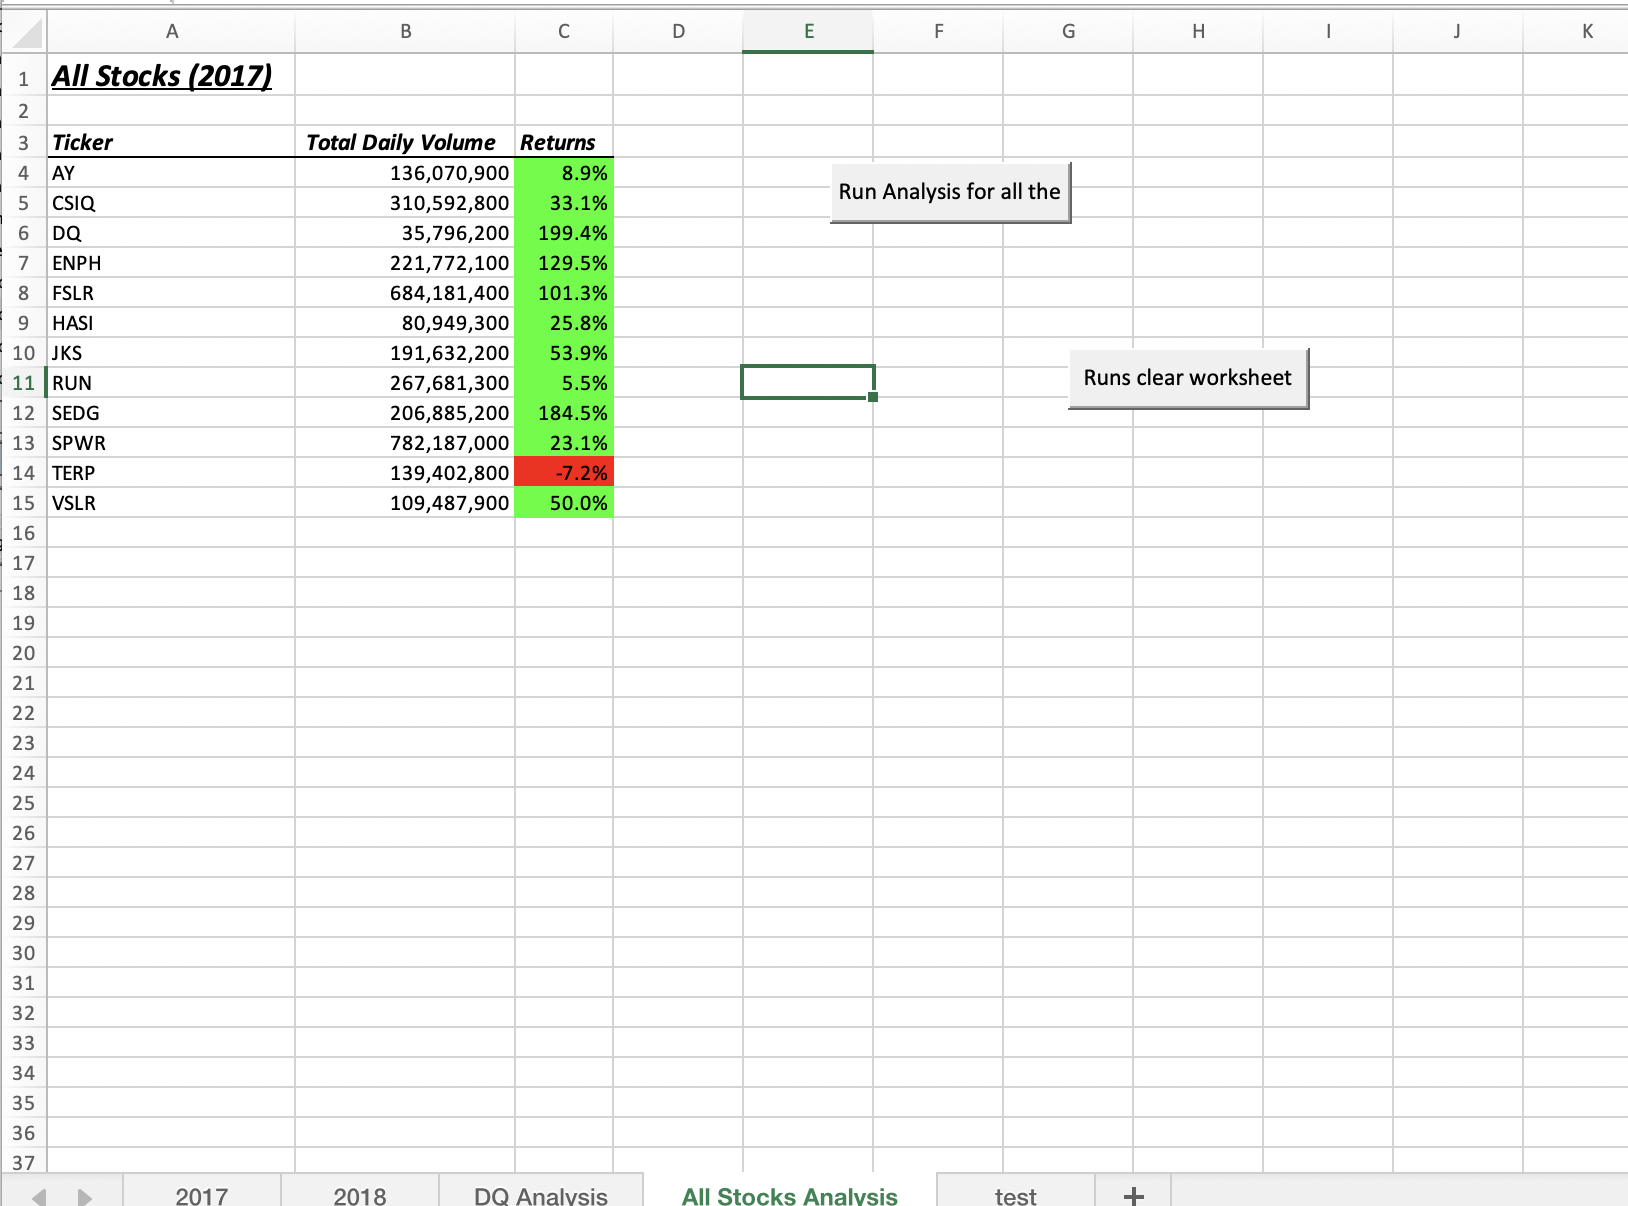 A B C D E F G H I J K
1 All Stocks (2017)
2
3 Ticker Total Daily Volume Returns
4 AY 136,070,900 8.9%
Run Analysis for all the
5 CSIQ 310,592,800 33.1%
6 DQ 35,796,200 199.4%
7 ENPH 221,772,100 129.5%
8 FSLR 684,181,400 101.3%
9 HASI 80,949,300 25.8%
10 JKS 191,632,200 53.9%
Runs clear worksheet
11 RUN 267,681,300 5.5%
12 SEDG 206,885,200 184.5%
13 SPWR 782,187,000 23.1%
14 TERP 139,402,800 -7.2%
15 VSLR 109,487,900 50.0%
16
17
18
19
20
21
22
23
24
25
26
27
28
29
30
31
32
33
34
35
36
37
2017 2018 DQ Analysis All Stocks Analysis test +